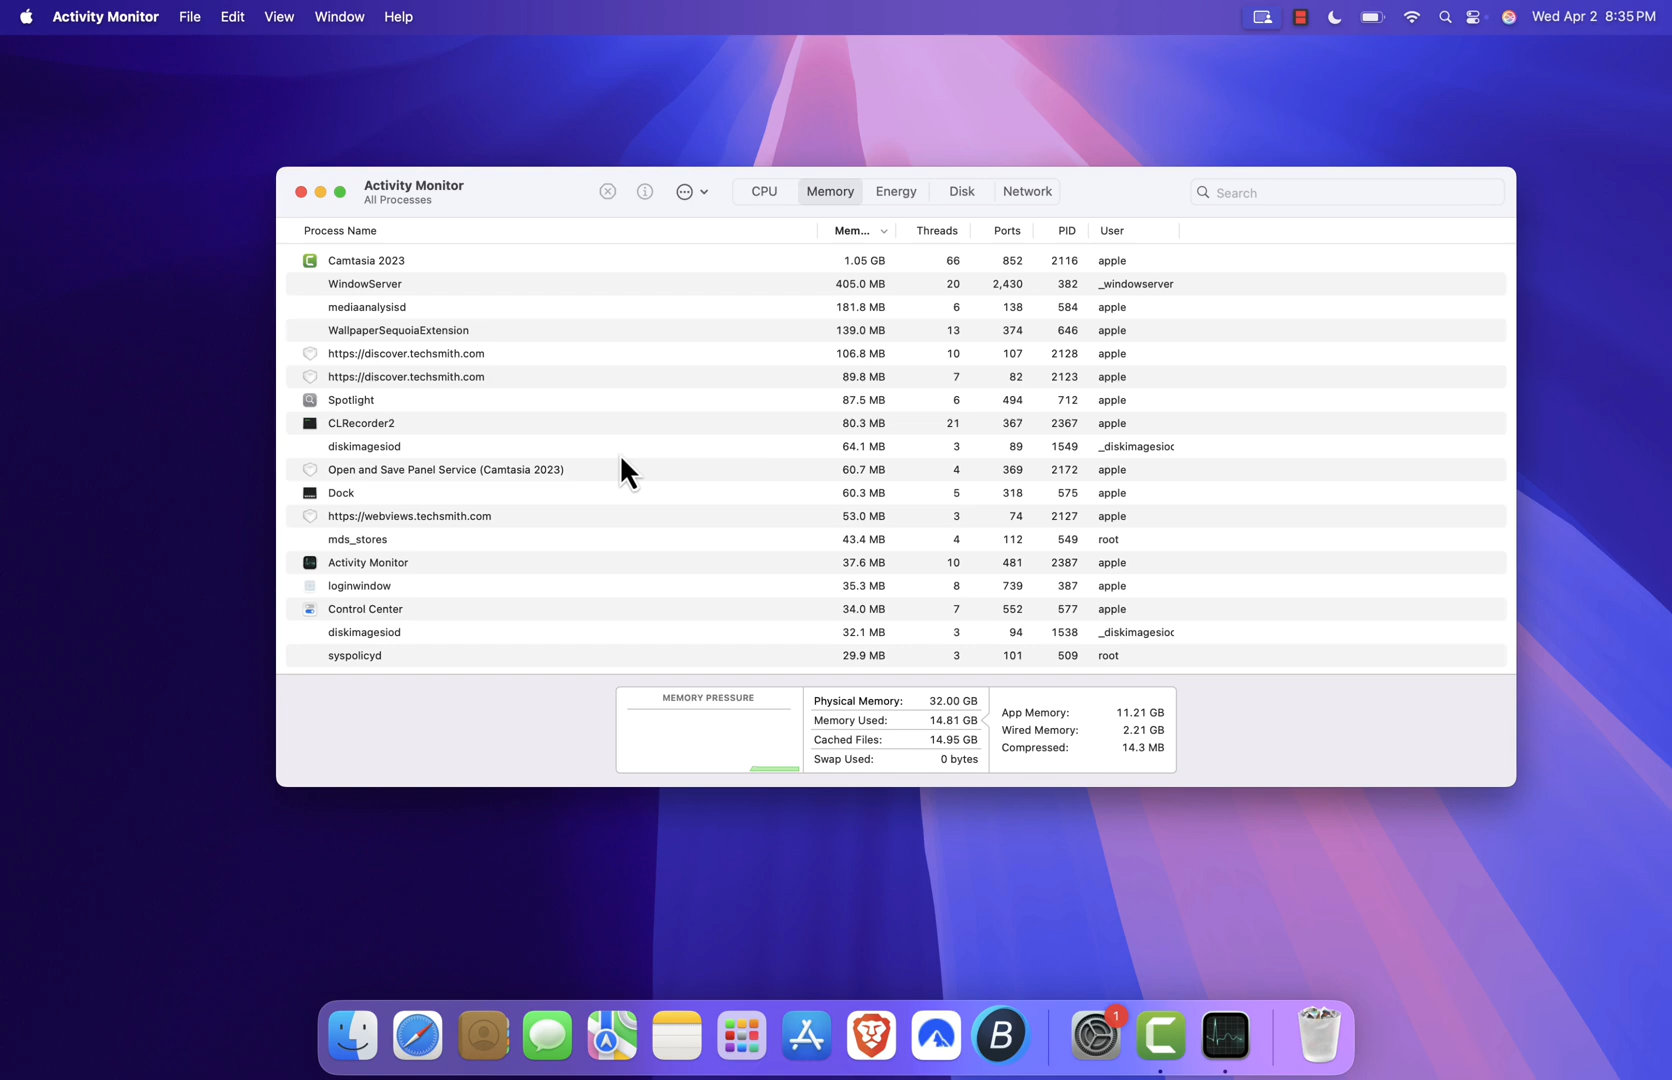 Activity Monitor File Edit View Window Help Wed Apr 2 8:35 PM
Activity Monitor
All Processes
CPU Memory Energy Disk Network Search
Process Name Mem... Threads Ports PID User
Camtasia 2023 1.05 GB 66 852 2116 apple
WindowServer 405.0 MB 20 2,430 382 _windowserver
mediaanalysisd 181.8 MB 6 138 584 apple
WallpaperSequoiaExtension 139.0 MB 13 374 646 apple
https://discover.techsmith.com 106.8 MB 10 107 2128 apple
https://discover.techsmith.com 89.8 MB 7 82 2123 apple
Spotlight 87.5 MB 6 494 712 apple
CLRecorder2 80.3 MB 21 367 2367 apple
diskimagesiod 64.1 MB 3 89 1549 _diskimagesioc
Open and Save Panel Service (Camtasia 2023) 60.7 MB 4 369 2172 apple
Dock 60.3 MB 5 318 575 apple
https://webviews.techsmith.com 53.0 MB 3 74 2127 apple
mds_stores 43.4 MB 4 112 549 root
Activity Monitor 37.6 MB 10 481 2387 apple
loginwindow 35.3 MB 8 739 387 apple
Control Center 34.0 MB 7 552 577 apple
diskimagesiod 32.1 MB 3 94 1538 _diskimagesioc
syspolicyd 29.9 MB 3 101 509 root
MEMORY PRESSURE
Physical Memory: 32.00 GB
Memory Used: 14.81 GB
Cached Files: 14.95 GB
Swap Used: 0 bytes
App Memory: 11.21 GB
Wired Memory: 2.21 GB
Compressed: 14.3 MB
B
1
C